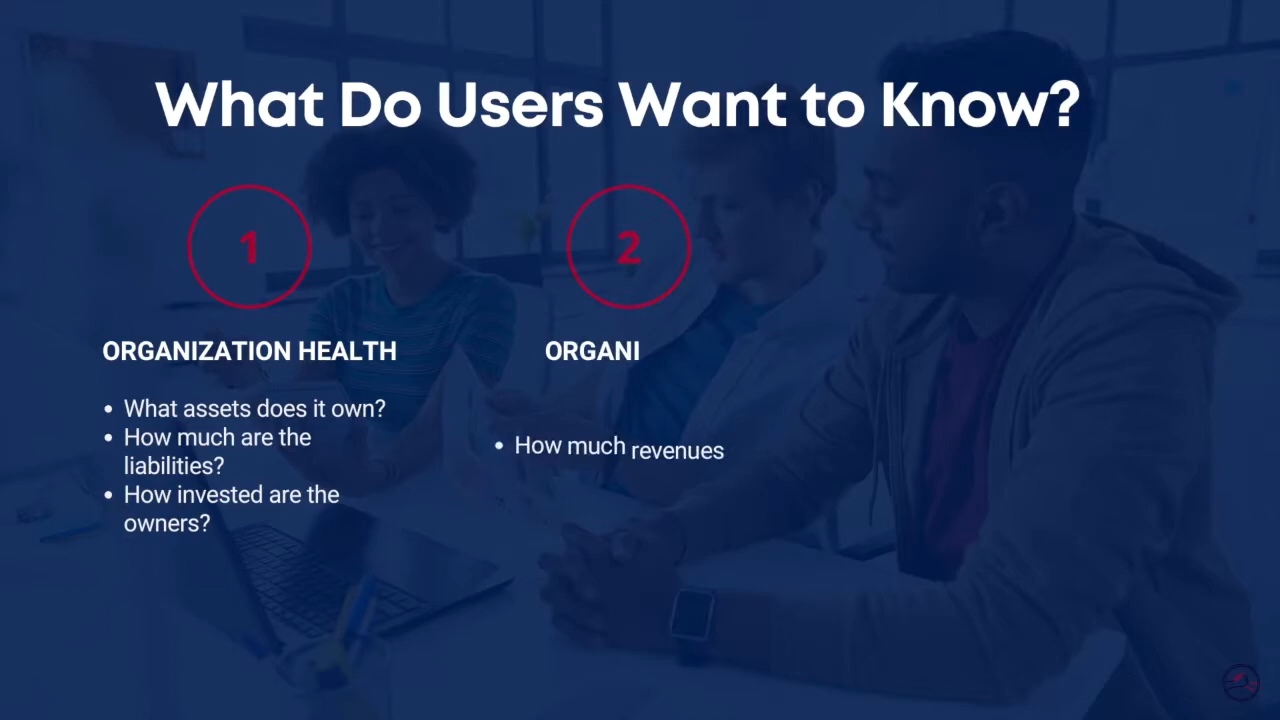 What Do Users Want to Know?
1
2
ORGANIZATION HEALTH
ORGANI
• What assets does it own?
• How much are the
liabilities?
• How invested are the
owners?
• How much revenues